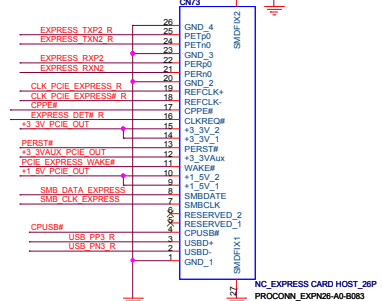 CN73
26 GND_4 SMDFIX2
EXPRESS_TXP2_R 25 PETp0
EXPRESS_TXN2_R 24 PETn0
23 GND_3
EXPRESS_RXP2 22 PERp0
EXPRESS_RXN2 21 PERn0
20 GND_2
CLK_PCIE_EXPRESS_R 19 REFCLK+
CLK_PCIE_EXPRESS#_R 18 REFCLK-
CPPE# 17 CPPE#
EXPRESS_DET#_R 16 CLKREQ#
+3_3V_PCIE_OUT 15 +3_3V_2
14 +3_3V_1
PERST# 13 PERST#
+3_3VAUX_PCIE_OUT 12 +3_3VAux
PCIE_EXPRESS_WAKE# 11 WAKE#
+1_5V_PCIE_OUT 10 +1_5V_2
9 +1_5V_1
SMB_DATA_EXPRESS 8 SMBDATE
SMB_CLK_EXPRESS 7 SMBCLK
6 RESERVED_2
5 RESERVED_1
CPUSB# 4 CPUSB#
USB_PP3_R 3 USBD+
USB_PN3_R 2 USBD-
1 GND_1 SMDFIX1
27
NC_EXPRESS CARD HOST_26P
PROCONN_EXPN26-A0-B083